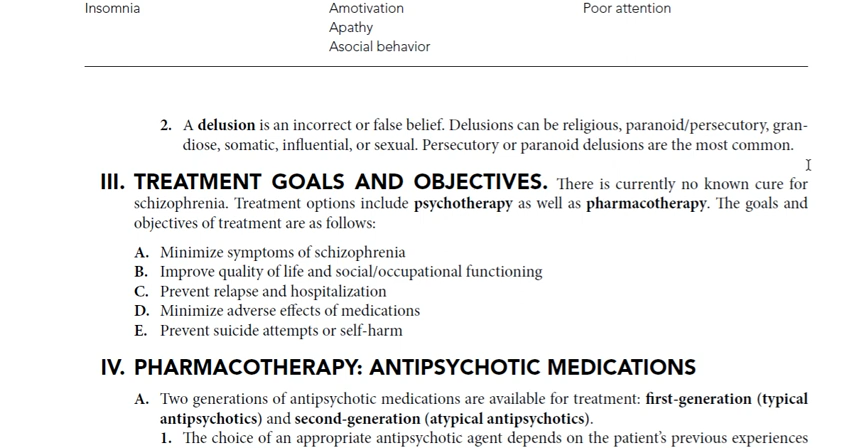 Insomnia Amotivation Poor attention
Apathy
Asocial behavior
2. A delusion is an incorrect or false belief. Delusions can be religious, paranoid/persecutory, gran-
diose, somatic, influential, or sexual. Persecutory or paranoid delusions are the most common.
III. TREATMENT GOALS AND OBJECTIVES. There is currently no known cure for
schizophrenia. Treatment options include psychotherapy as well as pharmacotherapy. The goals and
objectives of treatment are as follows:
A. Minimize symptoms of schizophrenia
B. Improve quality of life and social/occupational functioning
C. Prevent relapse and hospitalization
D. Minimize adverse effects of medications
E. Prevent suicide attempts or self-harm
IV. PHARMACOTHERAPY: ANTIPSYCHOTIC MEDICATIONS
A. Two generations of antipsychotic medications are available for treatment: first-generation (typical
antipsychotics) and second-generation (atypical antipsychotics).
1. The choice of an appropriate antipsychotic agent depends on the patient's previous experiences